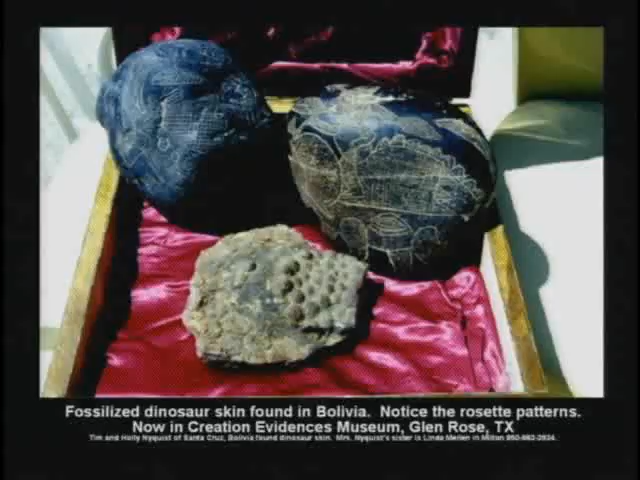 Fossilized dinosaur skin found in Bolivia. Notice the rosette patterns.
Now in Creation Evidences Museum, Glen Rose, TX
Tim and Holly Nyquist of Santa Cruz, Bolivia found dinosaur skin. Mrs. Nyquist's sister is Linda in Milton